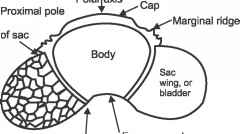 Cap
Proximal pole
Marginal ridge
of sac
Body
Sac
wing, or
bladder